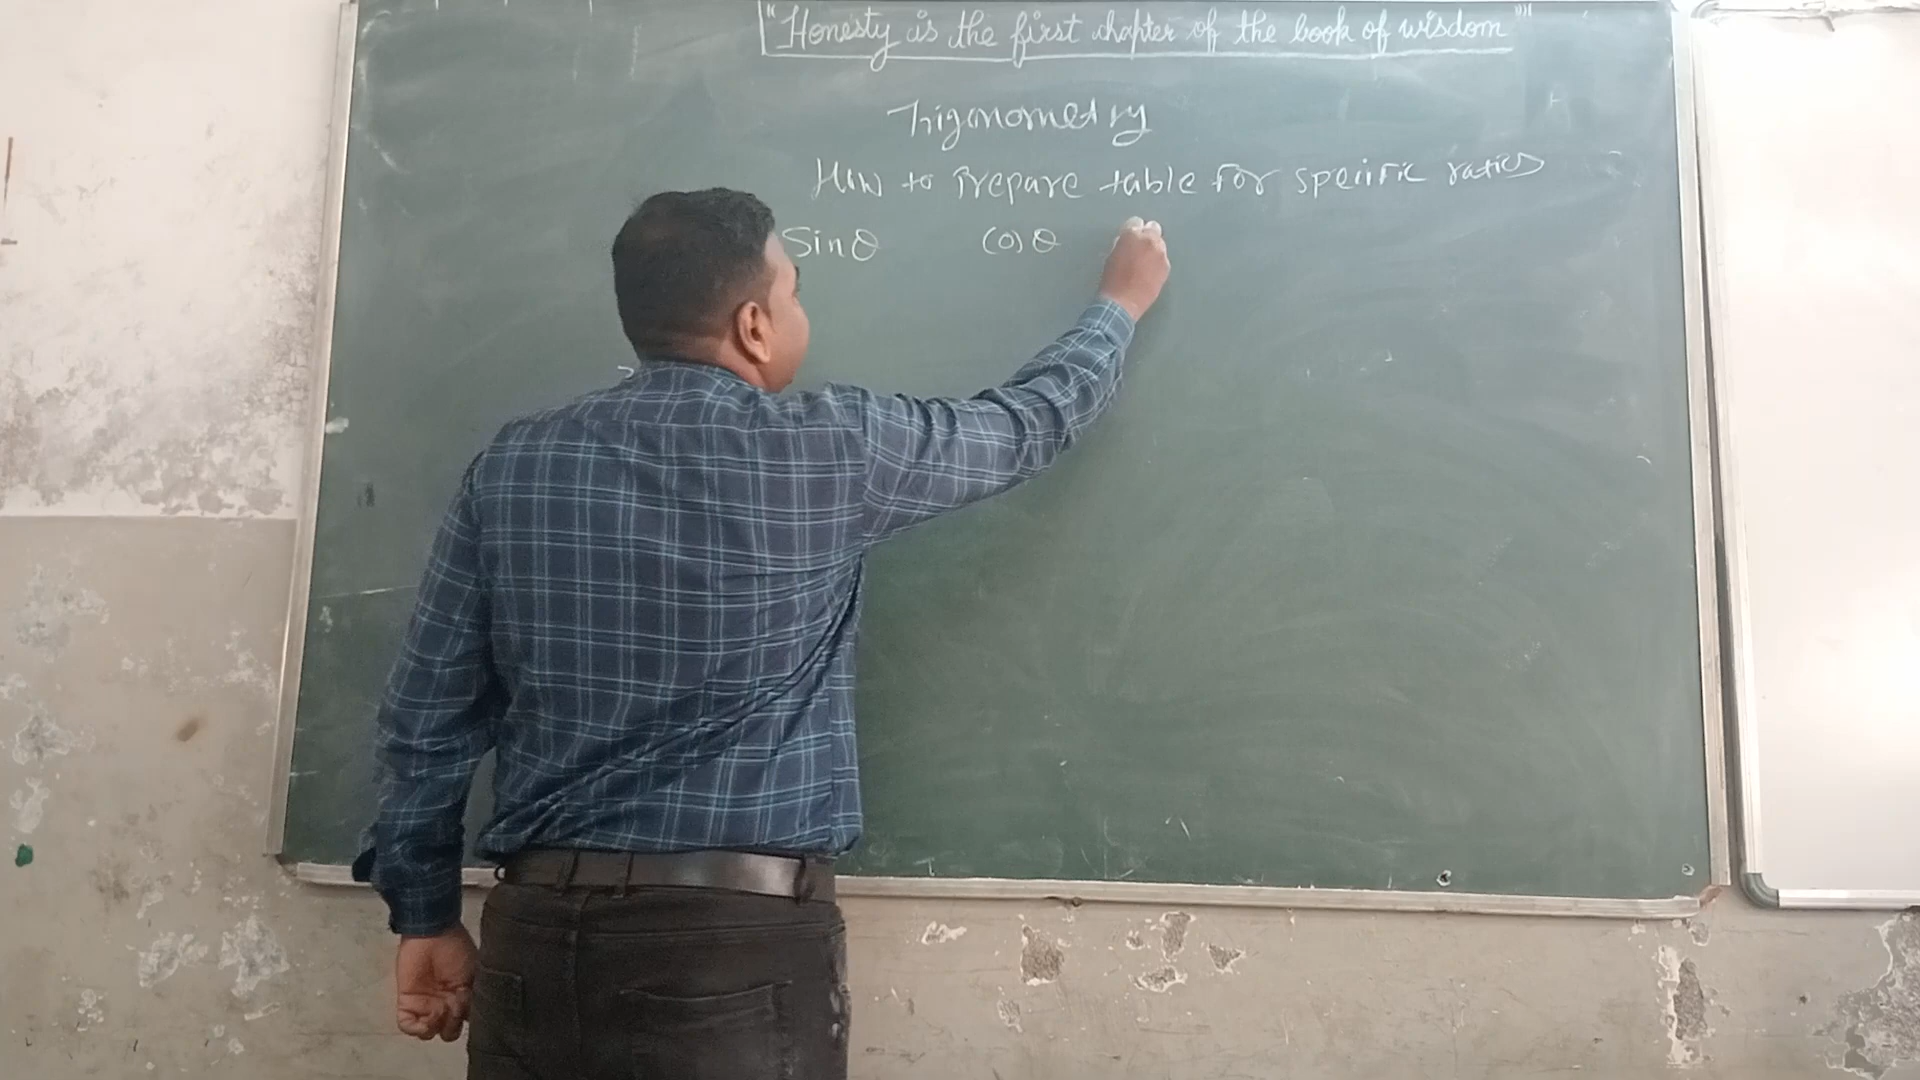 "Honesty is the first chapter of the book of wisdom"
Trigonometry
How to Prepare table for specific ratios
Sinθ cosθ